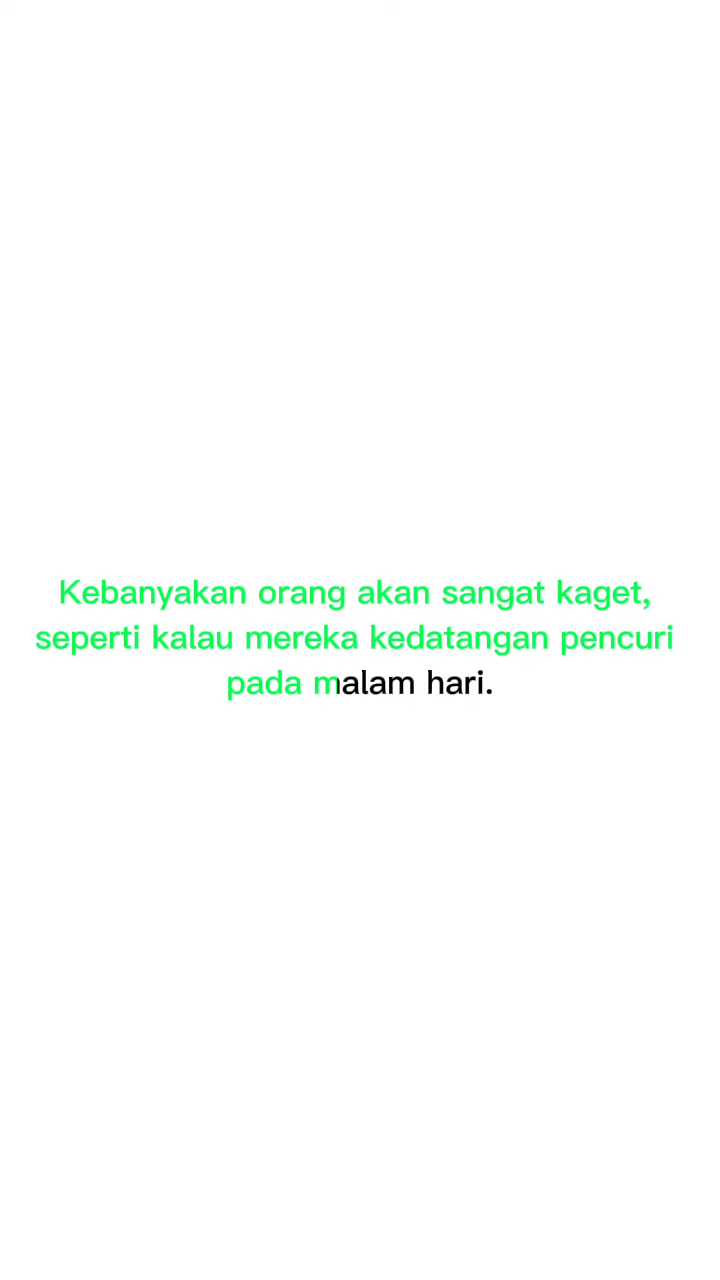 Kebanyakan orang akan sangat kaget,
seperti kalau mereka kedatangan pencuri
pada malam hari.